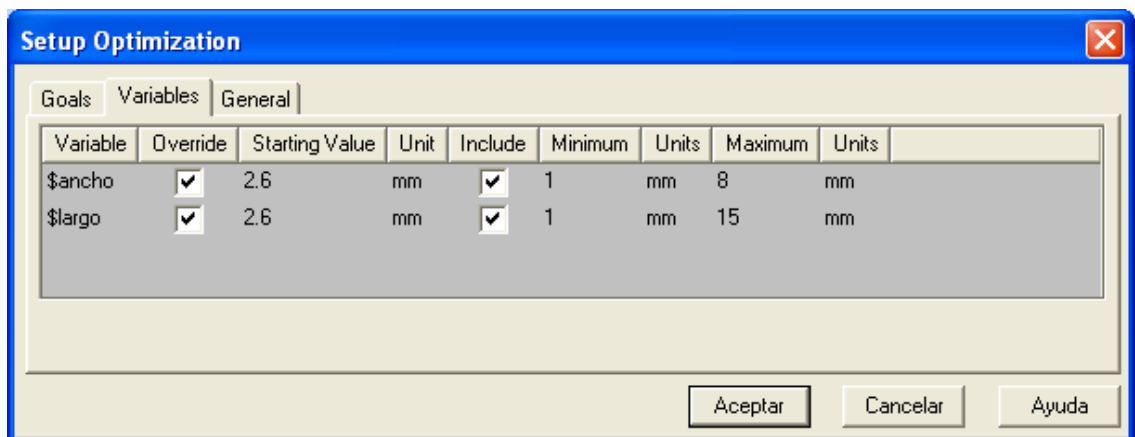 Setup Optimization
Goals Variables General
Variable Override Starting Value Unit Include Minimum Units Maximum Units
$ancho 2.6 mm 1 mm 8 mm
$largo 2.6 mm 1 mm 15 mm
Aceptar Cancelar Ayuda